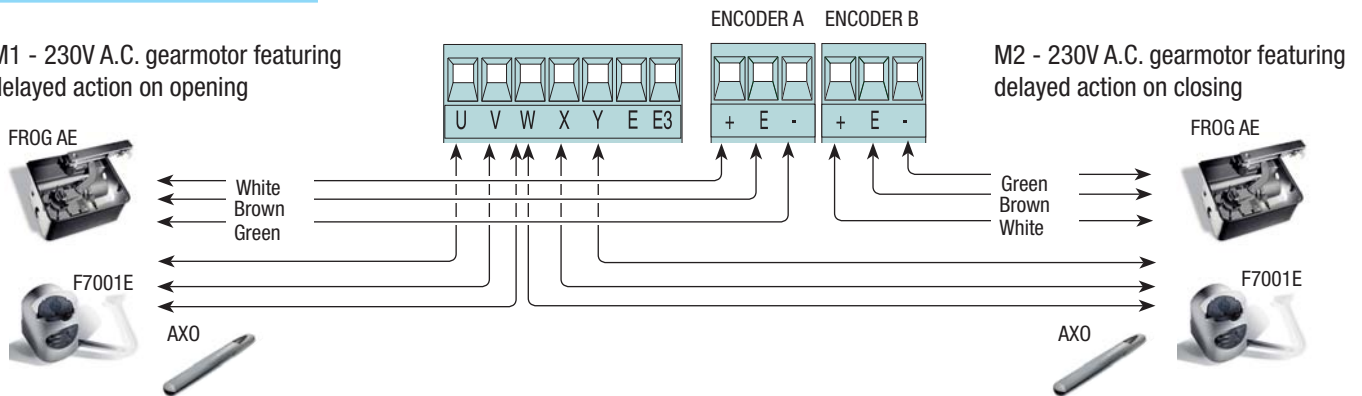 ENCODER A ENCODER B
M1 - 230V A.C. gearmotor featuring
delayed action on opening
M2 - 230V A.C. gearmotor featuring
delayed action on closing
U V W X Y E E3
+ E -
+ E -
FROG AE
FROG AE
White
Brown
Green
Green
Brown
White
F7001E
F7001E
AXO
AXO